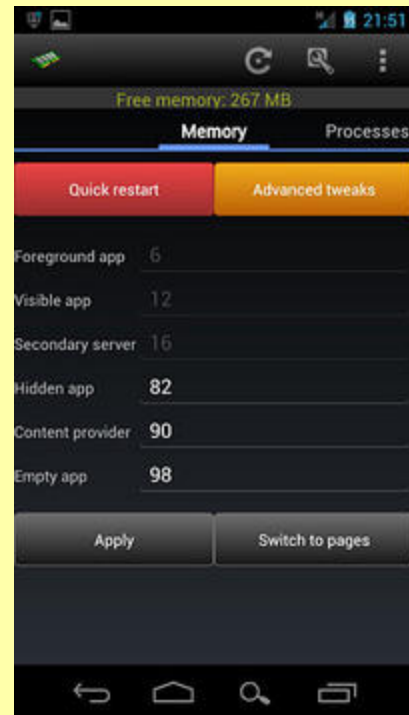 21:51
Free memory: 267 MB
Memory Processes
Quick restart Advanced tweaks
Foreground app 6
Visible app 12
Secondary server 16
Hidden app 82
Content provider 90
Empty app 98
Apply Switch to pages